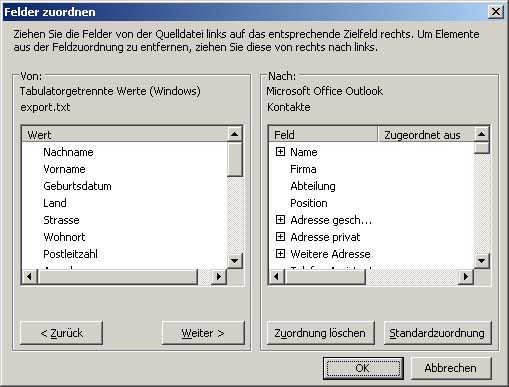 Felder zuordnen
Ziehen Sie die Felder von der Quelldatei links auf das entsprechende Zielfeld rechts. Um Elemente
aus der Feldzuordnung zu entfernen, ziehen Sie diese von rechts nach links.
Von:
Tabulatorgetrennte Werte (Windows)
export.txt
Wert
Nachname
Vorname
Geburtsdatum
Land
Strasse
Wohnort
Postleitzahl
< Zurück
Weiter >
Nach:
Microsoft Office Outlook
Kontakte
Feld Zugeordnet aus
Name
Firma
Abteilung
Position
Adresse gesch...
Adresse privat
Weitere Adresse
Zuordnung löschen
Standardzuordnung
OK
Abbrechen